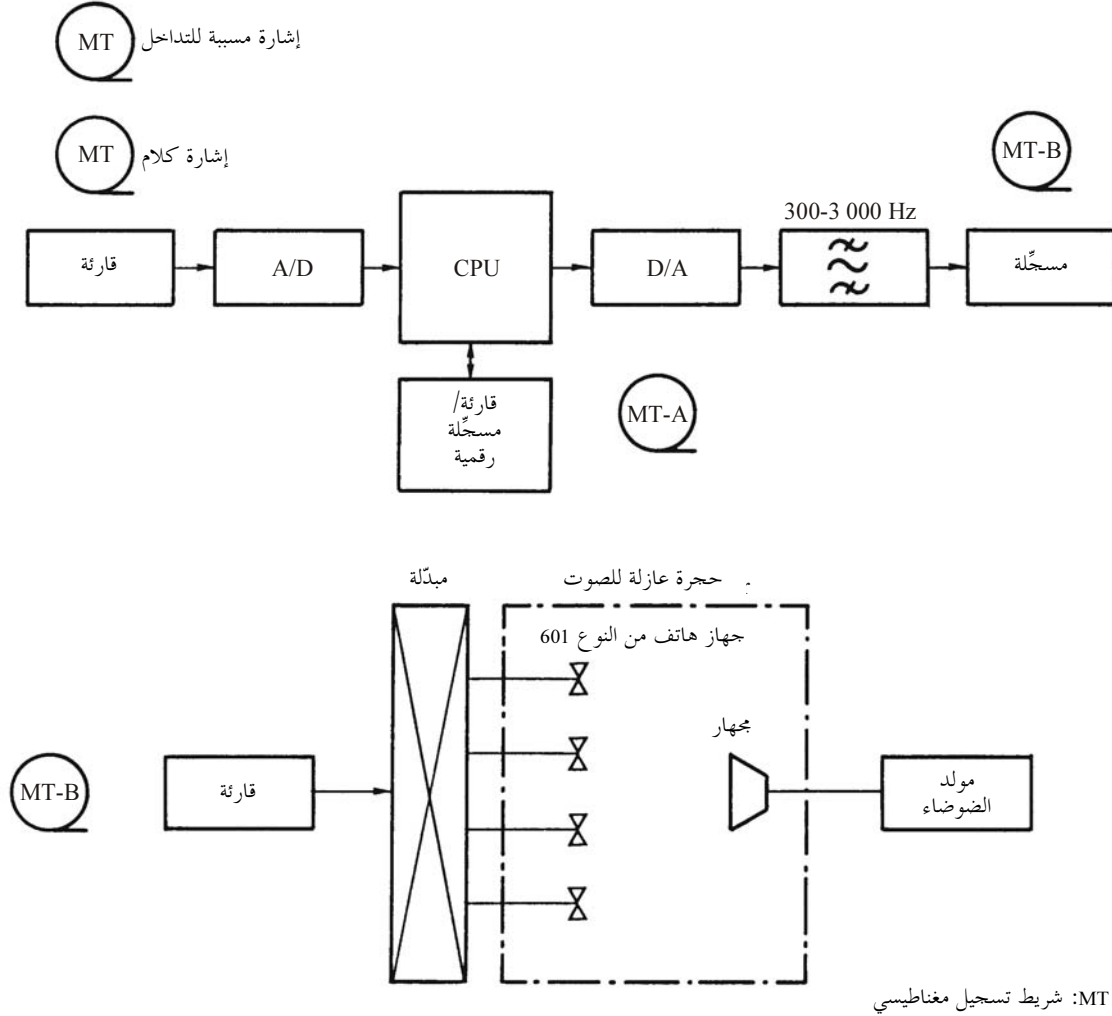 MT
إشارة مسببة للتداخل
MT
إشارة كلام
MT-B
300-3 000 Hz
قارئة
A/D
CPU
D/A
مسجِّلة
قارئة/
مسجِّلة
رقمية
MT-A
مبدّلة
حجرة عازلة للصوت
جهاز هاتف من النوع 601
مجهار
MT-B
قارئة
مولد
الضوضاء
MT: شريط تسجيل مغناطيسي